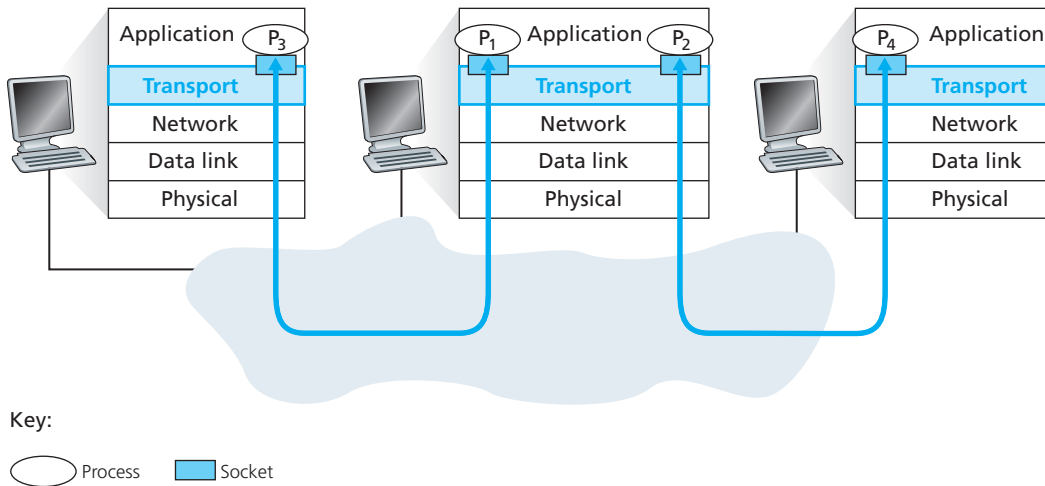 Application P3
Transport
Network
Data link
Physical
P1 Application P2
Transport
Network
Data link
Physical
P4 Application
Transport
Network
Data link
Physical
Key:
Process Socket